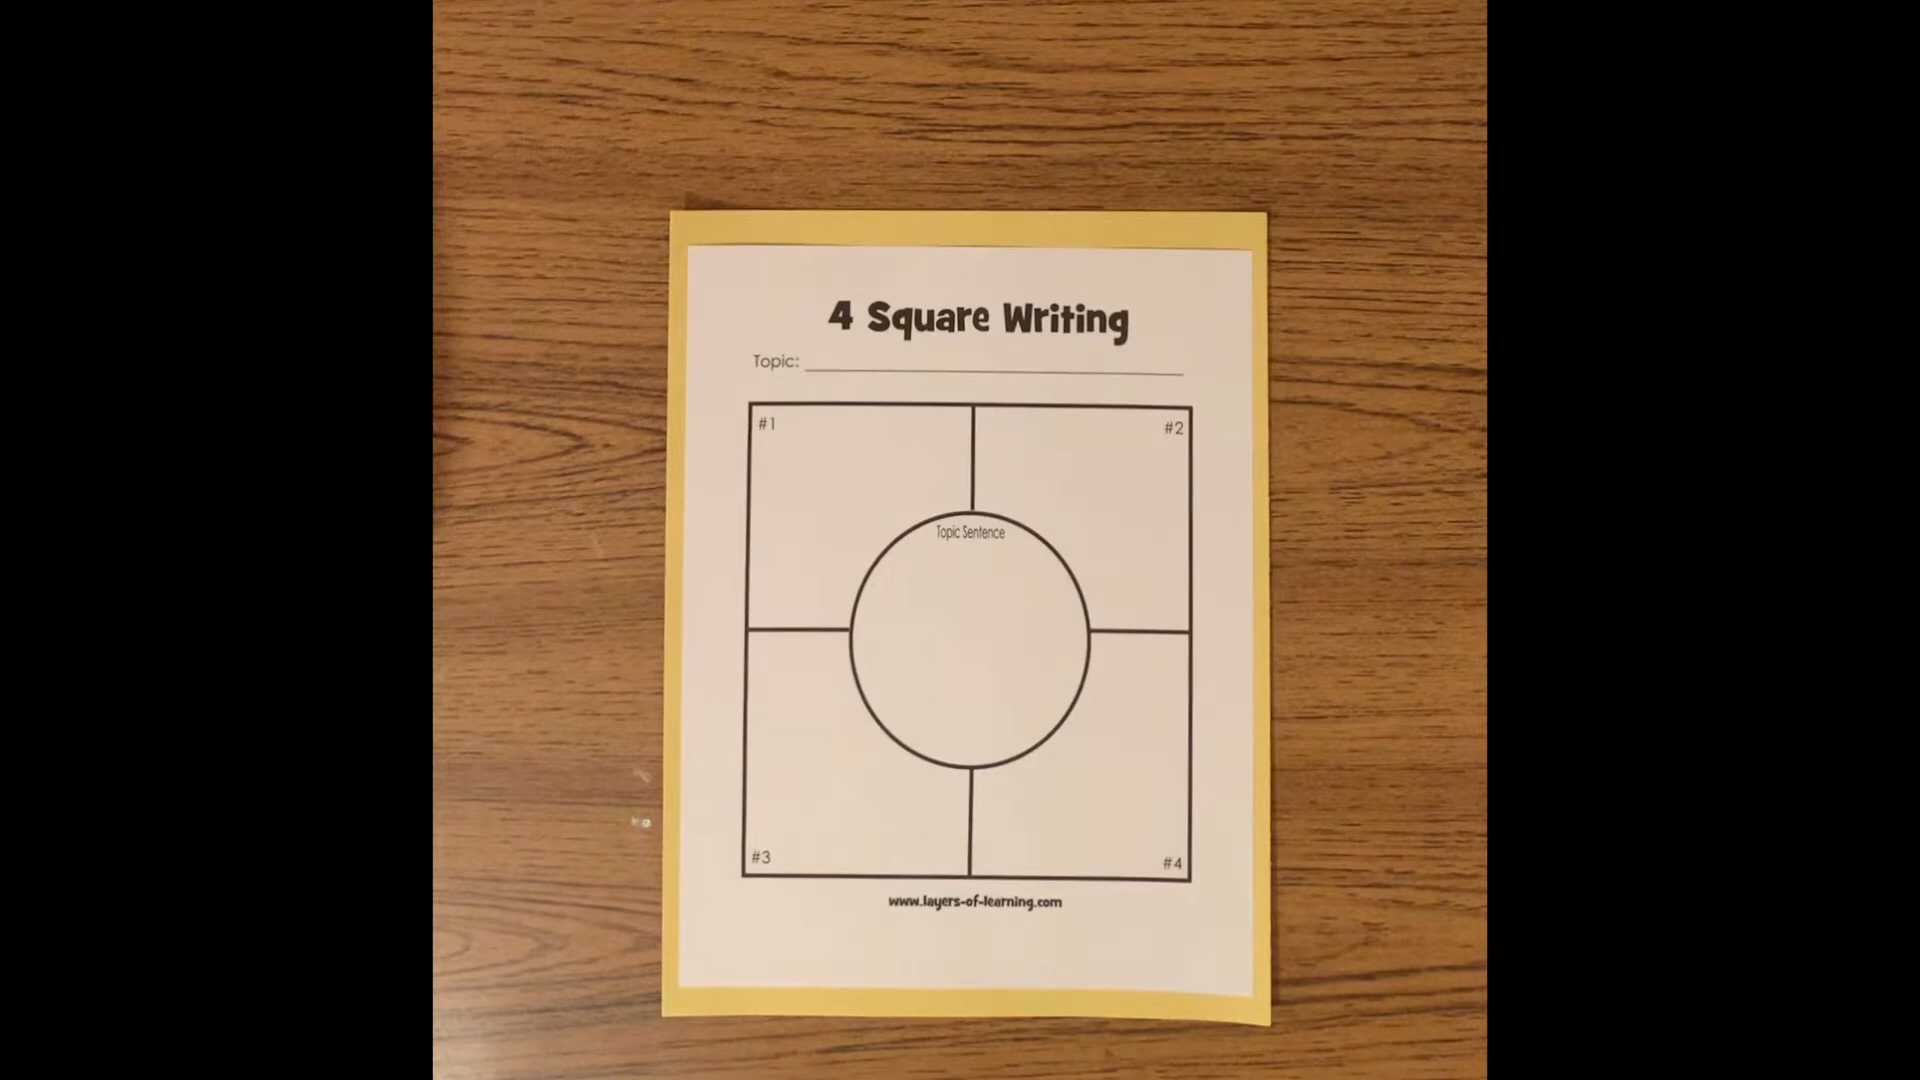 4 Square Writing
Topic:
#1
#2
Topic Sentence
#3
#4
www.layers-of-learning.com